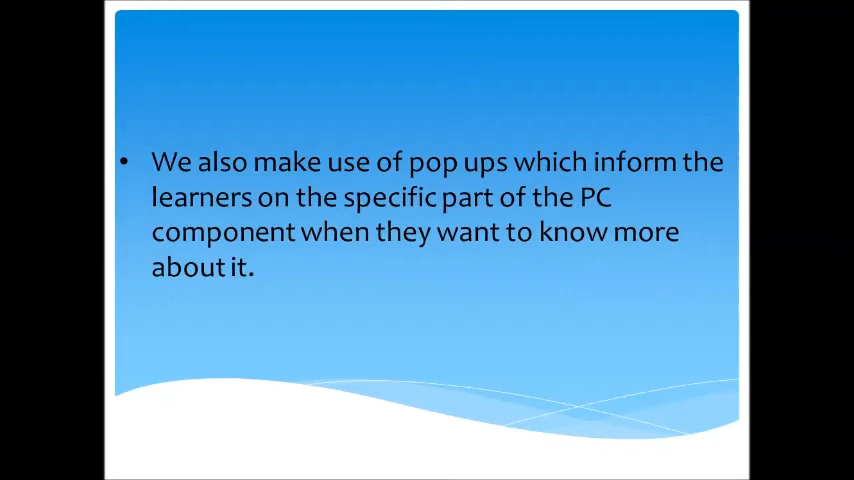 • We also make use of pop ups which inform the
learners on the specific part of the PC
component when they want to know more
about it.